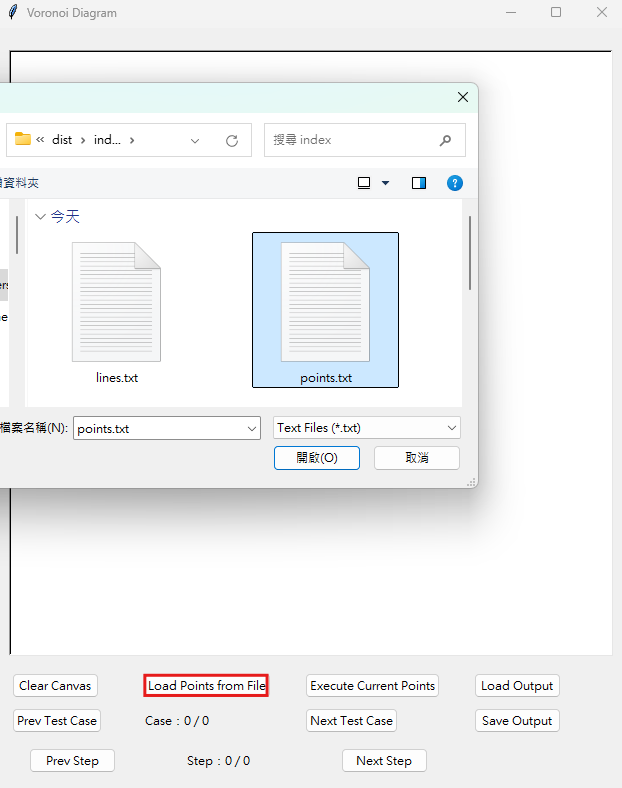 Voronoi Diagram
« dist › ind... ›
搜尋 index
資料夾
今天
lines.txt
points.txt
檔案名稱(N):
points.txt
Text Files (*.txt)
開啟(O)
取消
Clear Canvas
Load Points from File
Execute Current Points
Load Output
Prev Test Case
Case : 0 / 0
Next Test Case
Save Output
Prev Step
Step : 0 / 0
Next Step